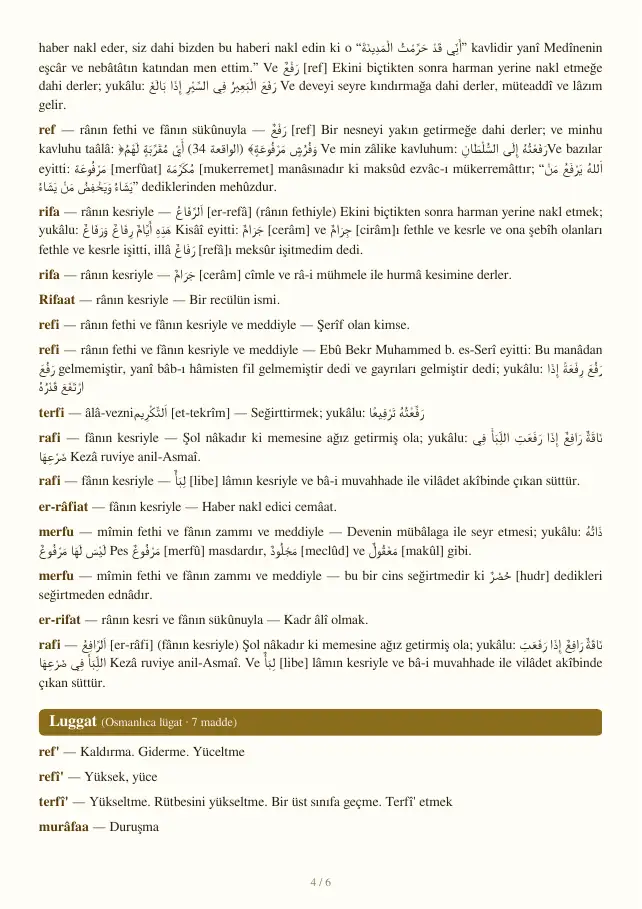 haber nakl eder, siz dahi bizden bu haberi nakl edin ki o “أَنِّي قَدْ حَرَّمْتُ الْمَدِينَةَ” kavlidir yanî Medînenin
eşcâr ve nebâtâtın katından men ettim.” Ve رَفْعٌ [ref] Ekini biçtikten sonra harman yerine nakl etmeğe
dahi derler; yukâlu: رَفَعَ الْبَعِيرُ فِي السَّيْرِ إِذَا بَالَغَ Ve deveyi seyre kındırmağa dahi derler, müteaddî ve lâzım
gelir.
ref — rânın fethi ve fânın sükûnuyla — رَفْعٌ [ref] Bir nesneyi yakın getirmeğe dahi derler; ve minhu
kavluhu taâlâ: ﴿وَفُرُشٍ مَرْفُوعَةٍ﴾ (الواقعة 34) أَيْ مُقَرَّبَةٍ لَهُمْ Ve min zâlike kavluhum: رَفَعْتُهُ إِلَى السُّلْطَانِVe bazılar
eyitti: مَرْفُوعَةٌ [merfûat] مُكَرَّمَةٌ [mukerremet] manâsınadır ki maksûd ezvâc-ı mükerremâttır; “اَللهُ يَرْفَعُ مَنْ
يَشَاءُ وَيَخْفِضُ مَنْ يَشَاءُ” dediklerinden mehûzdur.
rifa — rânın kesriyle — اَلرَّفَاعُ [er-refâ] (rânın fethiyle) Ekini biçtikten sonra harman yerine nakl etmek;
yukâlu: هَذِهِ أَيَّامُ رِفَاعٍ وَرَفَاعٍ Kisâî eyitti: جَرَامٌ [cerâm] ve جِرَامٌ [cirâm]ı fethle ve kesrle ve ona şebîh olanları
fethle ve kesrle işitti, illâ رَفَاعٌ [refâ]ı meksûr işitmedim dedi.
rifa — rânın kesriyle — جَرَامٌ [cerâm] cîmle ve râ-i mühmele ile hurmâ kesimine derler.
Rifaat — rânın kesriyle — Bir recülün ismi.
refi — rânın fethi ve fânın kesriyle ve meddiyle — Şerîf olan kimse.
refi — rânın fethi ve fânın kesriyle ve meddiyle — Ebû Bekr Muhammed b. es-Serî eyitti: Bu manâdan
رَفُعَ gelmemiştir, yanî bâb-ı hâmisten fil gelmemiştir dedi ve gayrıları gelmiştir dedi; yukâlu: رَفُعَ رِفْعَةً إِذَا
اَرْتَفَعَ قَدْرُهُ
terfi — âlâ-vezniاَلتَّكْرِيمِ [et-tekrîm] — Seğirttirmek; yukâlu: رَفَّعْتُهُ تَرْفِيعًا
rafi — fânın kesriyle — Şol nâkadır ki memesine ağız getirmiş ola; yukâlu: نَاقَةٌ رَافِعٌ إِذَا رَفَعَتِ اللِّبَأَ فِي
ضَرْعِهَا Kezâ ruviye anil-Asmaî.
rafi — fânın kesriyle — لِبَأٌ [libe] lâmın kesriyle ve bâ-i muvahhade ile vilâdet akîbinde çıkan süttür.
er-râfiat — fânın kesriyle — Haber nakl edici cemâat.
merfu — mîmin fethi ve fânın zammı ve meddiyle — Devenin mübâlaga ile seyr etmesi; yukâlu: دَابَّةٌ
لَيْسَ لَهَا مَرْفُوعٌ Pes مَرْفُوعٌ [merfû] masdardır, مَجْلُودٌ [meclûd] ve مَعْقُولٌ [makûl] gibi.
merfu — mîmin fethi ve fânın zammı ve meddiyle — bu bir cins seğirtmedir ki حُضْرٌ [hudr] dedikleri
seğirtmeden ednâdır.
er-rifat — rânın kesri ve fânın sükûnuyla — Kadr âlî olmak.
rafi — اَلرَّافِعُ [er-râfi] (fânın kesriyle) Şol nâkadır ki memesine ağız getirmiş ola; yukâlu: نَاقَةٌ رَافِعٌ إِذَا رَفَعَتِ
اللِّبَأَ فِي ضَرْعِهَا Kezâ ruviye anil-Asmaî. Ve لِبَأٌ [libe] lâmın kesriyle ve bâ-i muvahhade ile vilâdet akîbinde
çıkan süttür.
Luggat (Osmanlıca lügat · 7 madde)
ref' — Kaldırma. Giderme. Yüceltme
refî' — Yüksek, yüce
terfî' — Yükseltme. Rütbesini yükseltme. Bir üst sınıfa geçme. Terfî' etmek
murâfaa — Duruşma
4 / 6